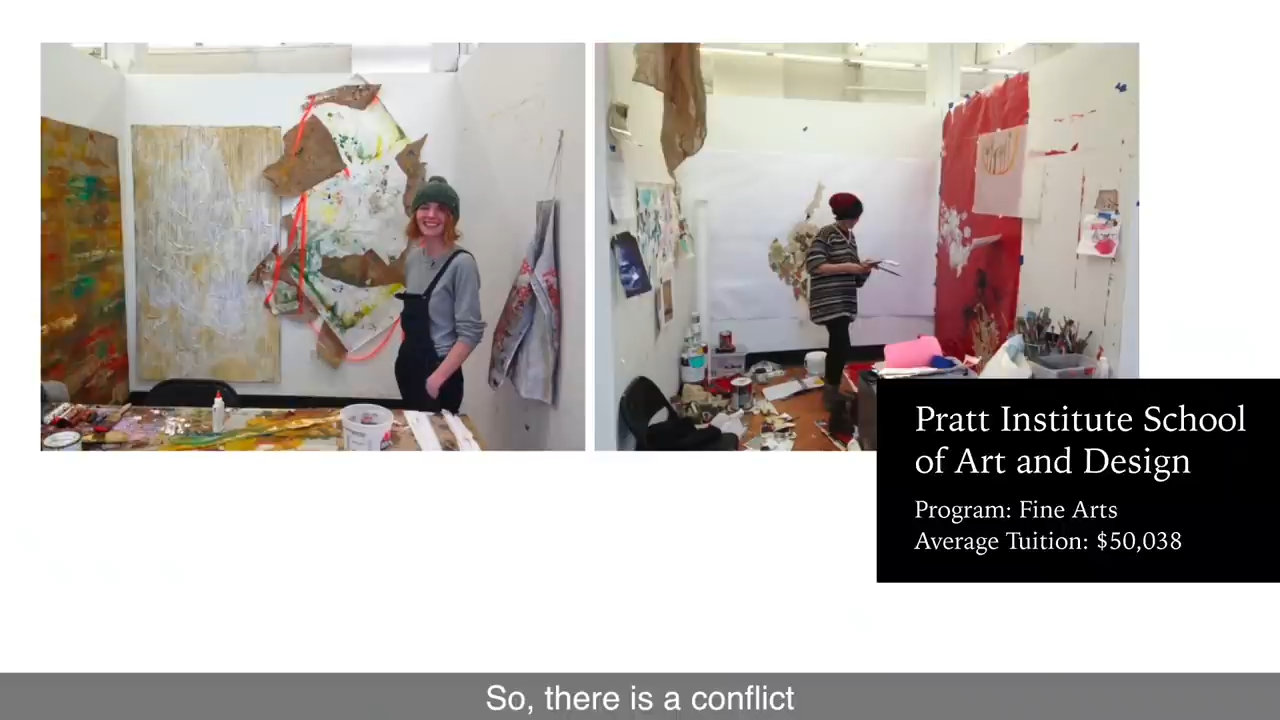 Pratt Institute School
of Art and Design
Program: Fine Arts
Average Tuition: $50,038
So, there is a conflict